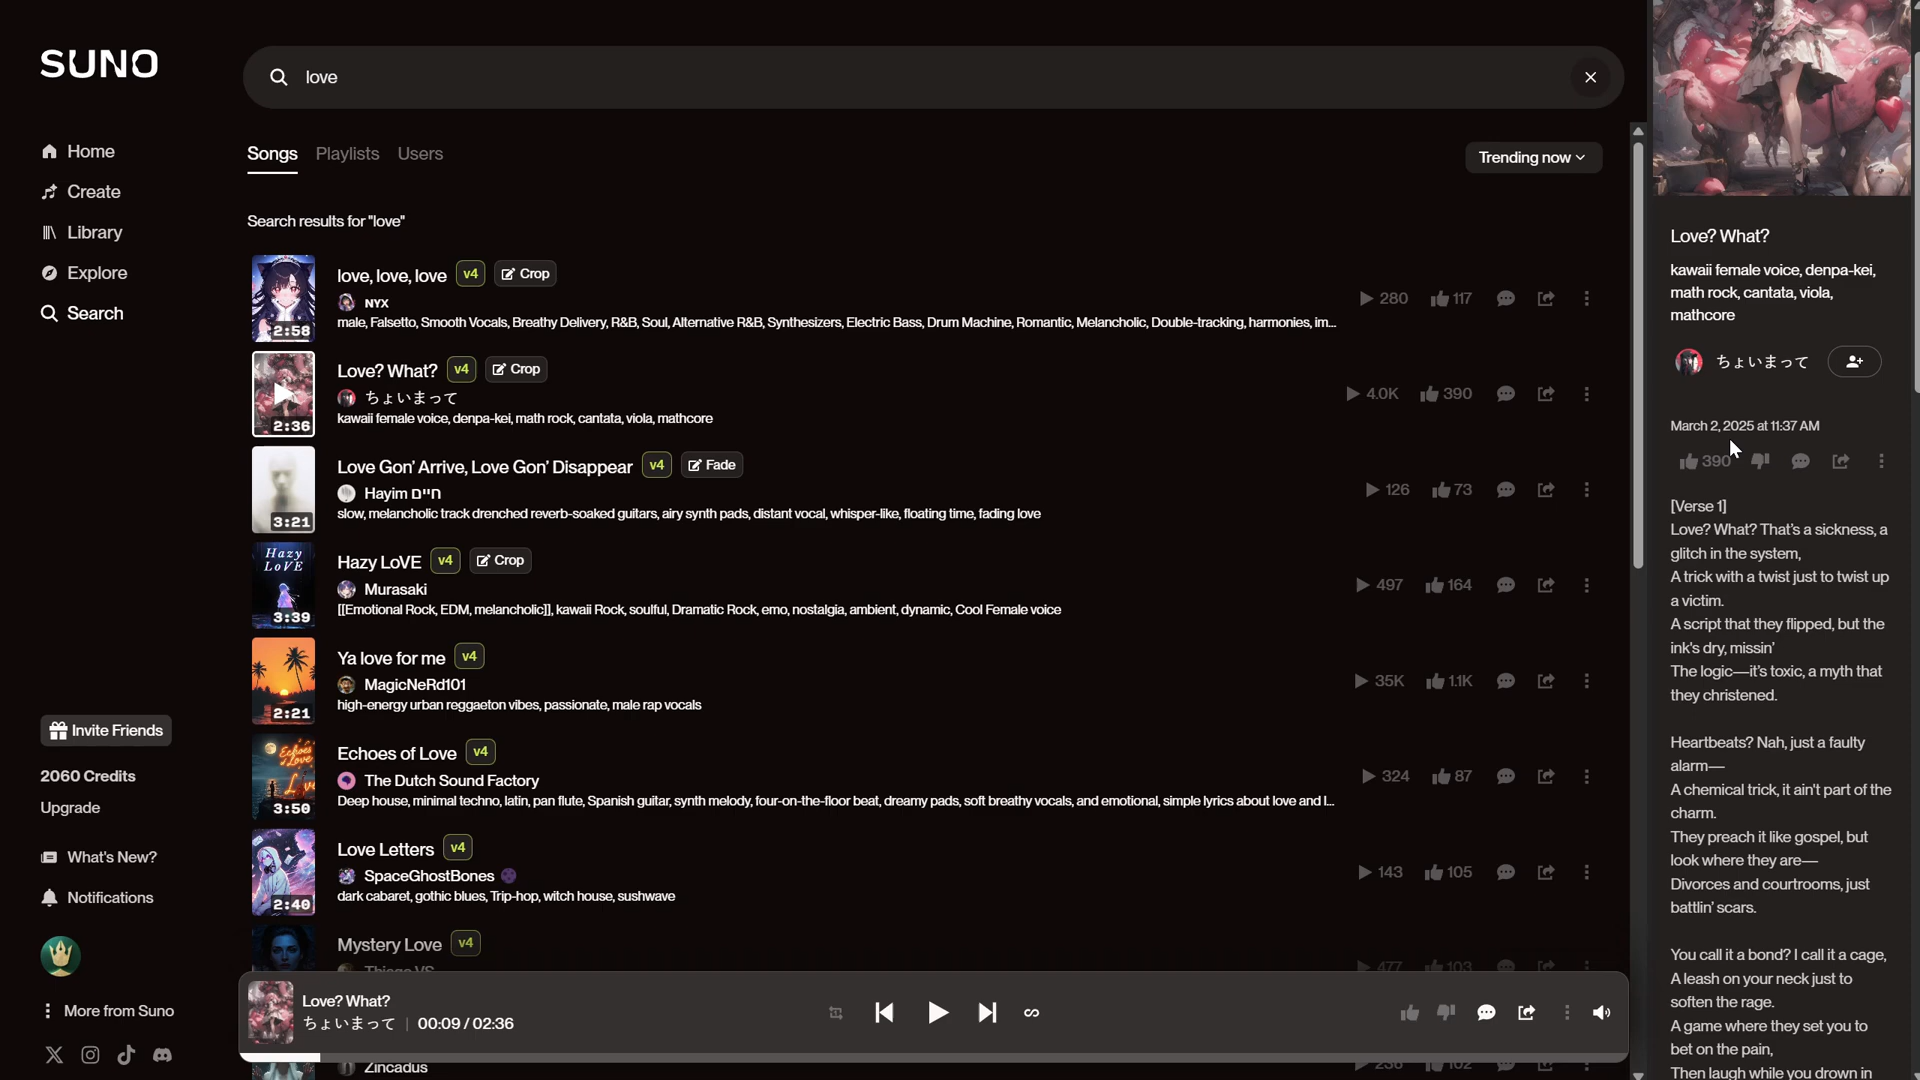 SUNO
Home
Create
Library
Explore
Search
Invite Friends
2060 Credits
Upgrade
What's New?
Notifications
More from Suno
love
Songs Playlists Users
Trending now
Search results for "love"
2:58
love, love, love v4 Crop
NYX
male, Falsetto, Smooth Vocals, Breathy Delivery, R&B, Soul, Alternative R&B, Synthesizers, Electric Bass, Drum Machine, Romantic, Melancholic, Double-tracking, harmonies, im...
280 117
2:36
Love? What? v4 Crop
ちょいまって
kawaii female voice, denpa-kei, math rock, cantata, viola, mathcore
4.0K 390
3:21
Love Gon' Arrive, Love Gon' Disappear v4 Fade
Hayim חיים
slow, melancholic track drenched reverb-soaked guitars, airy synth pads, distant vocal, whisper-like, floating time, fading love
126 73
Hazy
LoVE
3:39
Hazy LoVE v4 Crop
Murasaki
[[Emotional Rock, EDM, melancholic]], kawaii Rock, soulful, Dramatic Rock, emo, nostalgia, ambient, dynamic, Cool Female voice
497 164
2:21
Ya love for me v4
MagicNeRd101
high-energy urban reggaeton vibes, passionate, male rap vocals
35K 1.1K
Echoes
of Love
3:50
Echoes of Love v4
The Dutch Sound Factory
Deep house, minimal techno, latin, pan flute, Spanish guitar, synth melody, four-on-the-floor beat, dreamy pads, soft breathy vocals, and emotional, simple lyrics about love and l...
324 87
2:40
Love Letters v4
SpaceGhostBones
dark cabaret, gothic blues, Trip-hop, witch house, sushwave
143 105
Mystery Love v4
Thiago VS
477 103
Zincadus
236 102
Love? What?
ちょいまって | 00:09 / 02:36
Love? What?
kawaii female voice, denpa-kei,
math rock, cantata, viola,
mathcore
ちょいまって
March 2, 2025 at 11:37 AM
390
[Verse 1]
Love? What? That's a sickness, a
glitch in the system,
A trick with a twist just to twist up
a victim.
A script that they flipped, but the
ink's dry, missin'
The logic—it's toxic, a myth that
they christened.
Heartbeats? Nah, just a faulty
alarm—
A chemical trick, it ain't part of the
charm.
They preach it like gospel, but
look where they are—
Divorces and courtrooms, just
battlin' scars.
You call it a bond? I call it a cage,
A leash on your neck just to
soften the rage.
A game where they set you to
bet on the pain,
Then laugh while you drown in